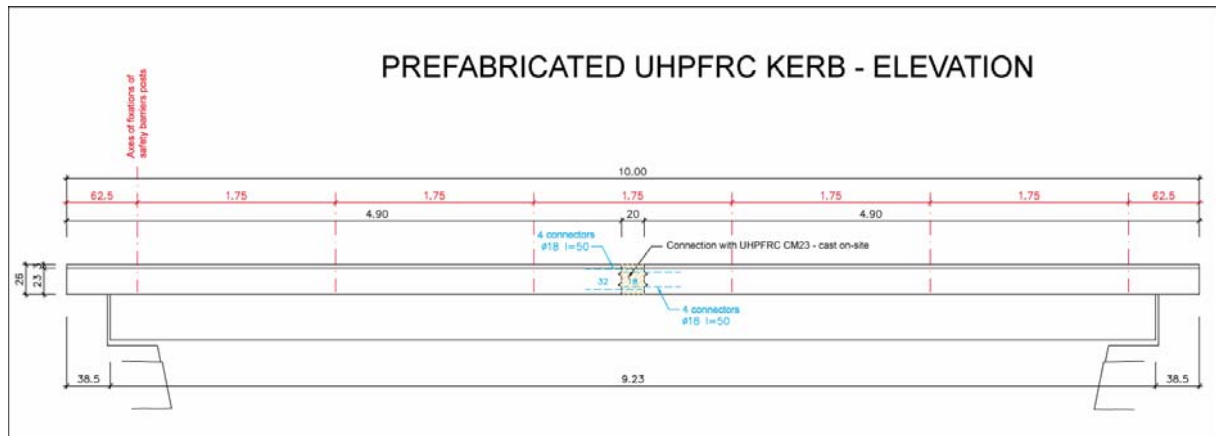 PREFABRICATED UHPFRC KERB - ELEVATION
Axes of fixations of
safety barriers posts
10.00
62.5 1.75 1.75 1.75 1.75 1.75 62.5
4.90 20 4.90
4 connectors
ø18 l=50
Connection with UHPFRC CM23 - cast on-site
26 23 3
32 18
4 connectors
ø18 l=50
38.5 9.23 38.5